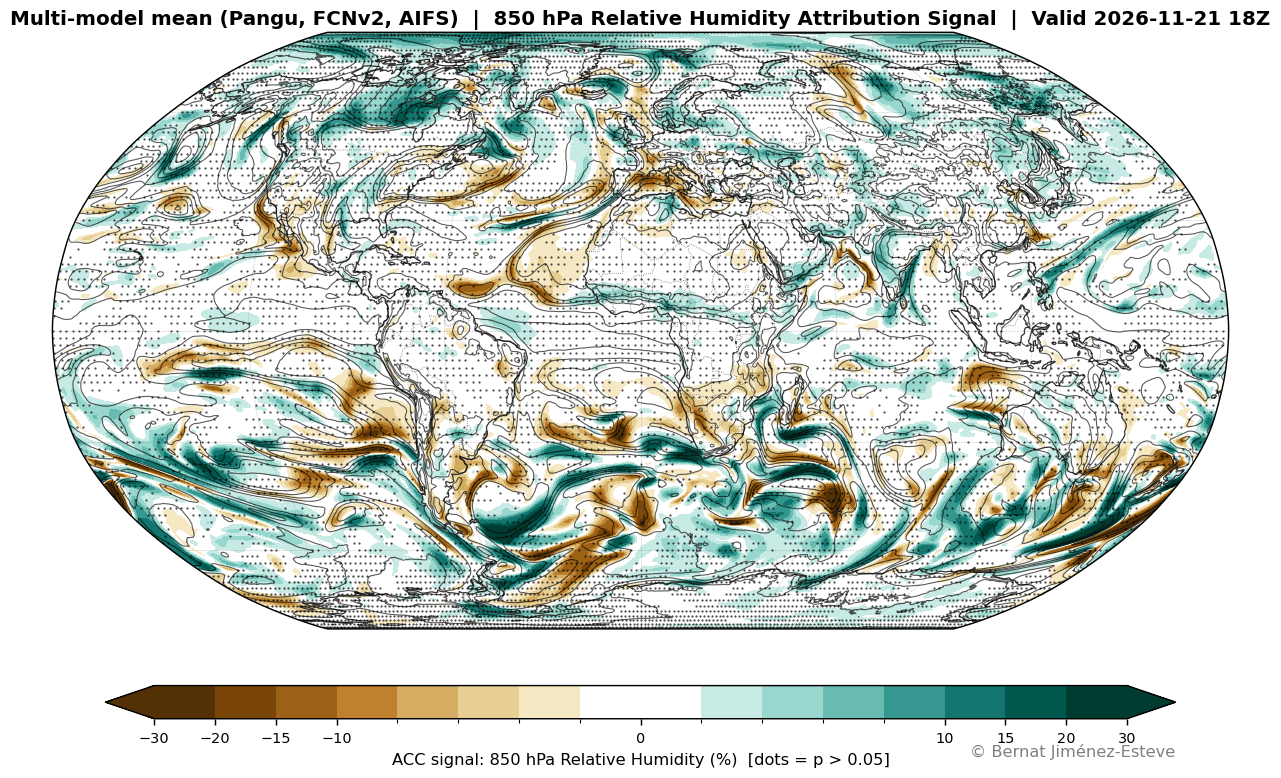 Multi-model mean (Pangu, FCNv2, AIFS)  |  850 hPa Relative Humidity Attribution Signal  |  Valid 2026-11-21 18Z
−30 −20 −15 −10 0 10 15 20 30
ACC signal: 850 hPa Relative Humidity (%)  [dots = p > 0.05]
© Bernat Jiménez-Esteve